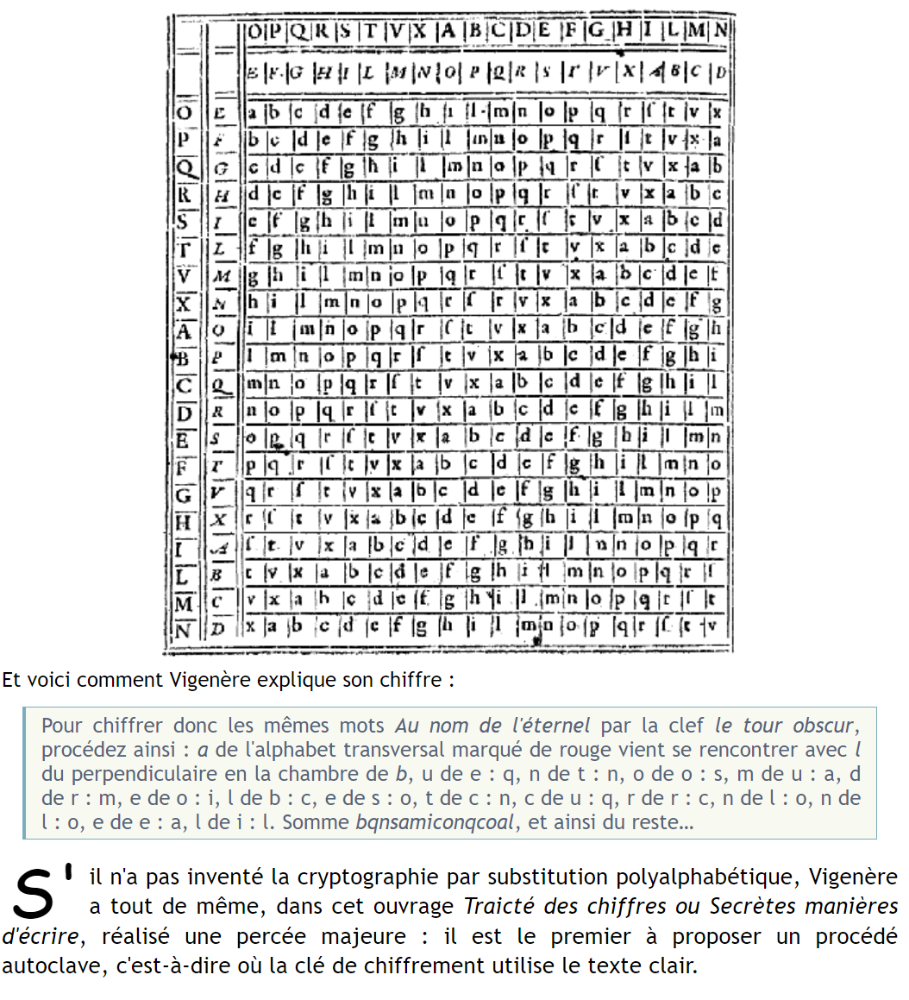 O P Q R S T V X A B C D E F G H I L M N
E F G H I L M N O P Q R S T V X A B C D
O E a b c d e f g h i l m n o p q r ſ t v x
P F b c d e f g h i l m n o p q r ſ t v x a
Q G c d e f g h i l m n o p q r ſ t v x a b
R H d e f g h i l m n o p q r ſ t v x a b c
S I e f g h i l m n o p q r ſ t v x a b c d
T L f g h i l m n o p q r ſ t v x a b c d e
V M g h i l m n o p q r ſ t v x a b c d e f
X N h i l m n o p q r ſ t v x a b c d e f g
A O i l m n o p q r ſ t v x a b c d e f g h
B P l m n o p q r ſ t v x a b c d e f g h i
C Q m n o p q r ſ t v x a b c d e f g h i l
D R n o p q r ſ t v x a b c d e f g h i l m
E S o p q r ſ t v x a b c d e f g h i l m n
F T p q r ſ t v x a b c d e f g h i l m n o
G V q r ſ t v x a b c d e f g h i l m n o p
H X r ſ t v x a b c d e f g h i l m n o p q
I A ſ t v x a b c d e f g h i l m n o p q r
L B t v x a b c d e f g h i l m n o p q r ſ
M C v x a b c d e f g h i l m n o p q r ſ t
N D x a b c d e f g h i l m n o p q r ſ t v
Et voici comment Vigenère explique son chiffre :
Pour chiffrer donc les mêmes mots Au nom de l'éternel par la clef le tour obscur,
procédez ainsi : a de l'alphabet transversal marqué de rouge vient se rencontrer avec l
du perpendiculaire en la chambre de b, u de e : q, n de t : n, o de o : s, m de u : a, d
de r : m, e de o : i, l de b : c, e de s : o, t de c : n, c de u : q, r de r : c, n de l : o, n de
l : o, e de e : a, l de i : l. Somme bqnsamiconqcoal, et ainsi du reste…
S'il n'a pas inventé la cryptographie par substitution polyalphabétique, Vigenère
a tout de même, dans cet ouvrage Traicté des chiffres ou Secrètes manières
d'écrire, réalisé une percée majeure : il est le premier à proposer un procédé
autoclave, c'est-à-dire où la clé de chiffrement utilise le texte clair.